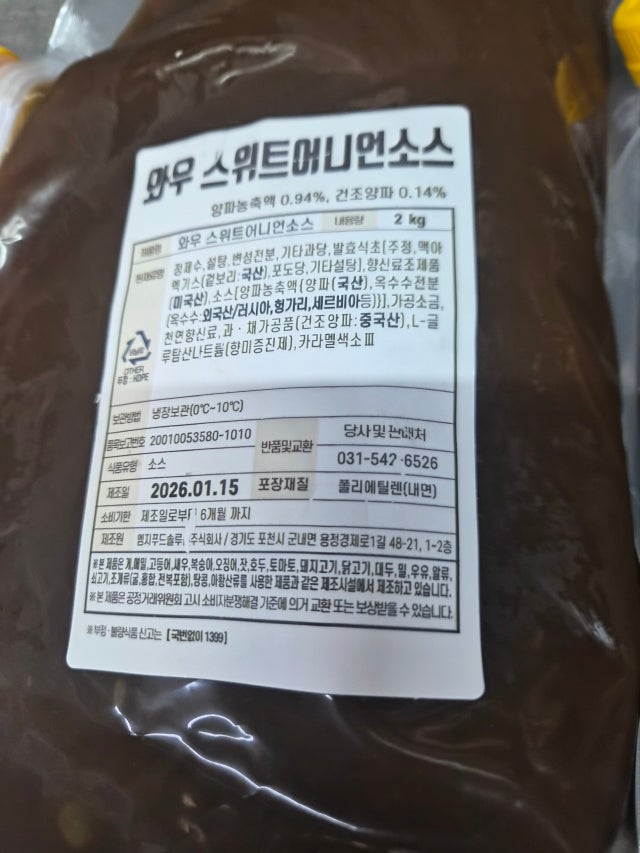 와우 스위트어니언소스
양파농축액 0.94%, 건조양파 0.14%
제품명 와우 스위트어니언소스 내용량 2 kg
원재료명 정제수,설탕,변성전분,기타과당,발효식초[주정,맥아
엑기스(겉보리:국산),포도당,기타설탕],향신료조제품
(미국산),소스[양파농축액{양파(국산),옥수수전분
(옥수수:외국산/러시아,헝가리,세르비아등)}],가공소금,
천연향신료,과·채가공품(건조양파:중국산),L-글
루탐산나트륨(향미증진제),카라멜색소Ⅲ
OTHER
뚜껑:HDPE
보관방법 냉장보관(0℃~10℃)
품목보고번호 20010053580-1010 반품및교환 당사 및 판매처
식품유형 소스 031-542-6526
제조일 2026.01.15 포장재질 폴리에틸렌(내면)
소비기한 제조일로부터 6개월 까지
제조원 엠지푸드솔루 주식회사 / 경기도 포천시 군내면 용정경제로1길 48-21, 1~2층
※본 제품은 게,메밀,고등어,새우,복숭아,오징어,잣,호두,토마토,돼지고기,닭고기,대두,밀,우유,알류,
쇠고기,조개류(굴,홍합,전복포함),땅콩,아황산류를 사용한 제품과 같은 제조시설에서 제조하고 있습니다.
※본 제품은 공정거래위원회 고시 소비자분쟁해결 기준에 의거 교환 또는 보상받을 수 있습니다.
※ 부정·불량식품 신고는 [국번없이 1399]